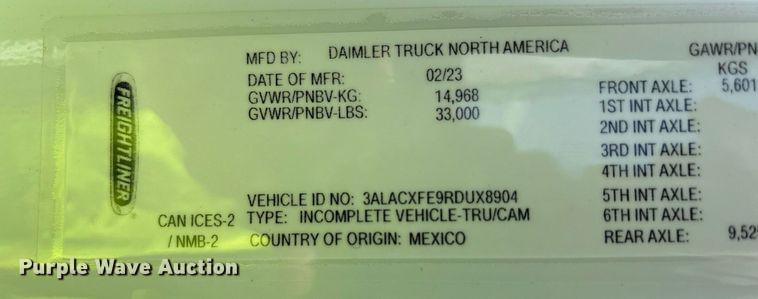 MFD BY: DAIMLER TRUCK NORTH AMERICA
DATE OF MFR: 02/23
GVWR/PNBV-KG: 14,968
GVWR/PNBV-LBS: 33,000
GAWR/PN
KGS
FRONT AXLE: 5,601
1ST INT AXLE:
2ND INT AXLE:
3RD INT AXLE:
4TH INT AXLE:
5TH INT AXLE:
6TH INT AXLE:
REAR AXLE: 9,52
FREIGHTLINER
VEHICLE ID NO: 3ALACXFE9RDUX8904
CAN ICES-2 TYPE: INCOMPLETE VEHICLE-TRU/CAM
/ NMB-2 COUNTRY OF ORIGIN: MEXICO
Purple Wave Auction